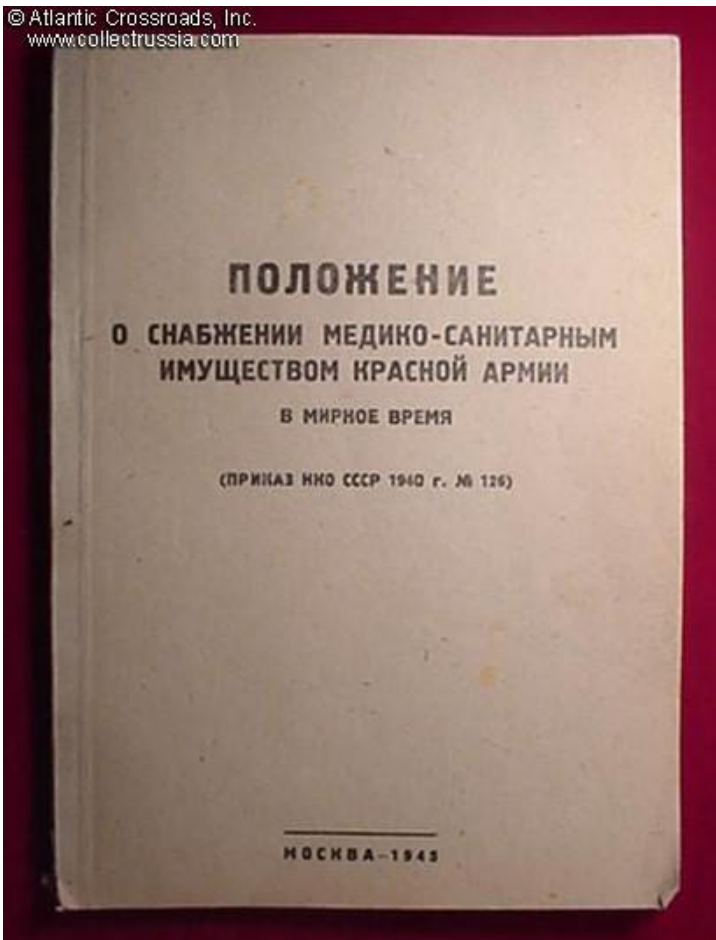 © Atlantic Crossroads, Inc.
www.collectrussia.com
ПОЛОЖЕНИЕ
О СНАБЖЕНИИ МЕДИКО-САНИТАРНЫМ
ИМУЩЕСТВОМ КРАСНОЙ АРМИИ
В МИРНОЕ ВРЕМЯ
(ПРИКАЗ НКО СССР 1940 г. № 126)
МОСКВА—1945